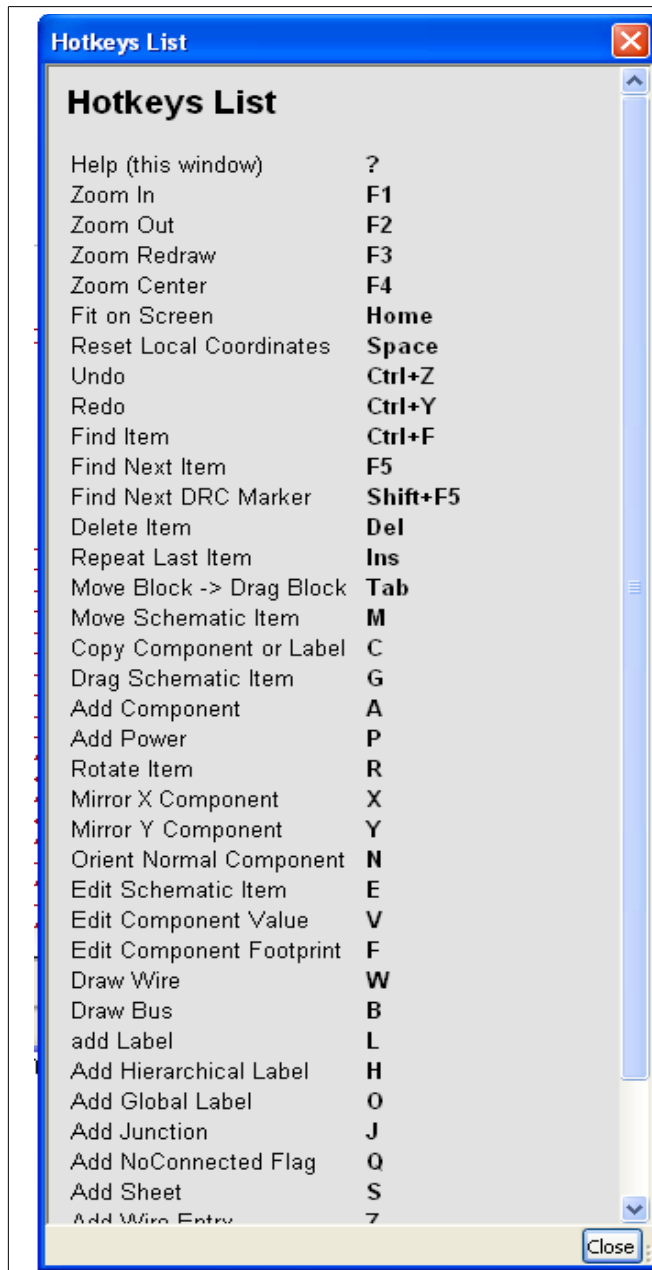 Hotkeys List
Hotkeys List
Help (this window) ?
Zoom In F1
Zoom Out F2
Zoom Redraw F3
Zoom Center F4
Fit on Screen Home
Reset Local Coordinates Space
Undo Ctrl+Z
Redo Ctrl+Y
Find Item Ctrl+F
Find Next Item F5
Find Next DRC Marker Shift+F5
Delete Item Del
Repeat Last Item Ins
Move Block -> Drag Block Tab
Move Schematic Item M
Copy Component or Label C
Drag Schematic Item G
Add Component A
Add Power P
Rotate Item R
Mirror X Component X
Mirror Y Component Y
Orient Normal Component N
Edit Schematic Item E
Edit Component Value V
Edit Component Footprint F
Draw Wire W
Draw Bus B
add Label L
Add Hierarchical Label H
Add Global Label O
Add Junction J
Add NoConnected Flag Q
Add Sheet S
Add Wire Entry Z
Close